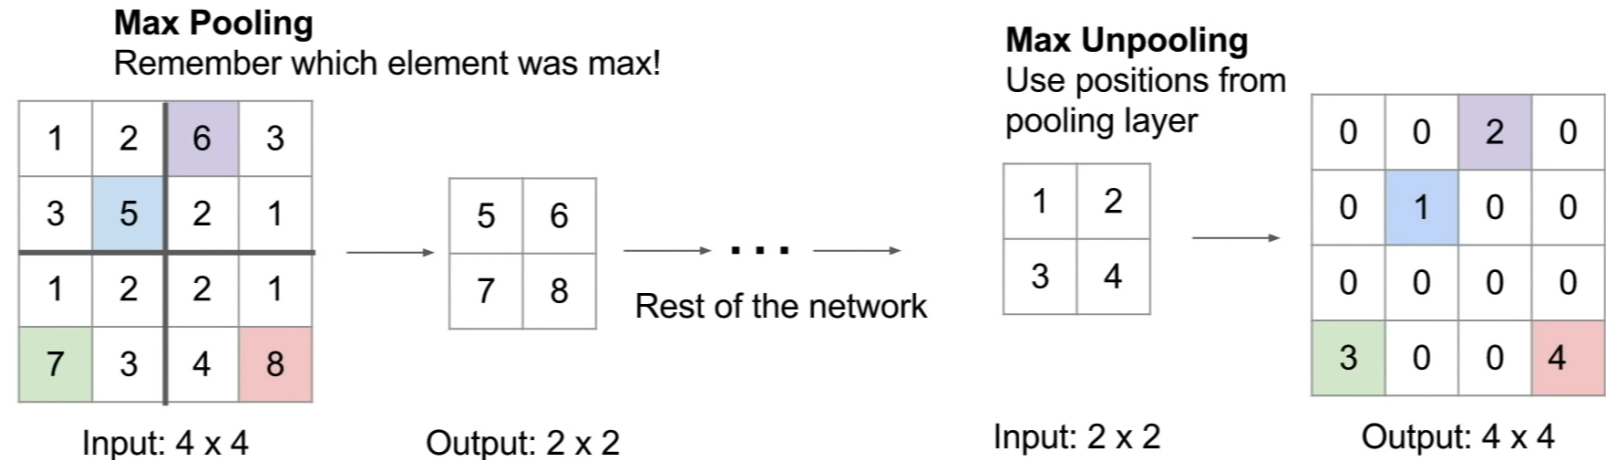 Max Pooling
Remember which element was max!
1 2 6 3
3 5 2 1
1 2 2 1
7 3 4 8
Input: 4 x 4
5 6
7 8
Output: 2 x 2
...
Rest of the network
Max Unpooling
Use positions from
pooling layer
1 2
3 4
Input: 2 x 2
0 0 2 0
0 1 0 0
0 0 0 0
3 0 0 4
Output: 4 x 4